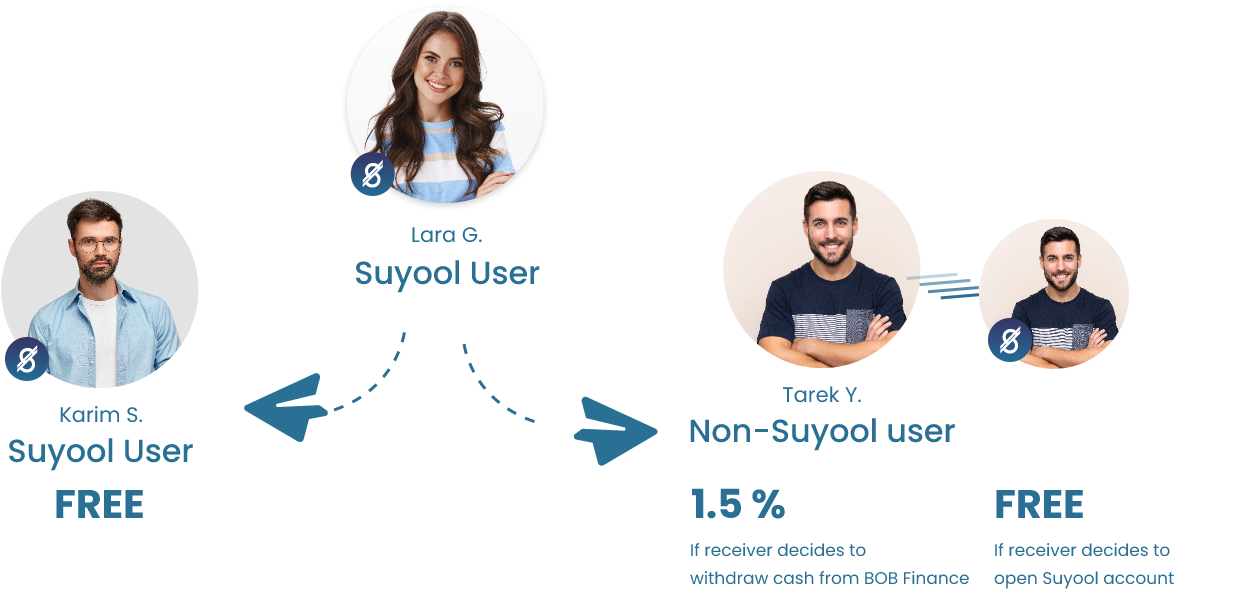 Lara G.
Suyool User
Karim S.
Suyool User
FREE
Tarek Y.
Non-Suyool user
1.5 %
If receiver decides to
withdraw cash from BOB Finance
FREE
If receiver decides to
open Suyool account